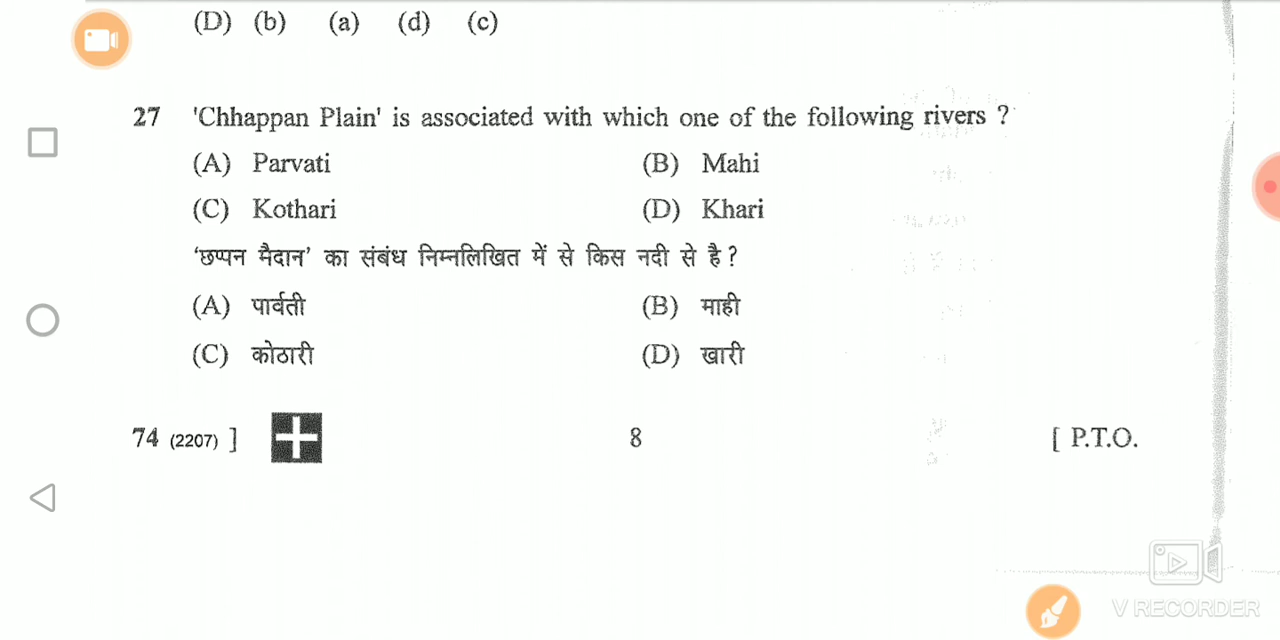 (D) (b) (a) (d) (c)
27 'Chhappan Plain' is associated with which one of the following rivers ?
(A) Parvati (B) Mahi
(C) Kothari (D) Khari
‘छप्पन मैदान’ का संबंध निम्नलिखित में से किस नदी से है ?
(A) पार्वती (B) माही
(C) कोठारी (D) खारी
74 (2207) ] 8 [ P.T.O.
V RECORDER